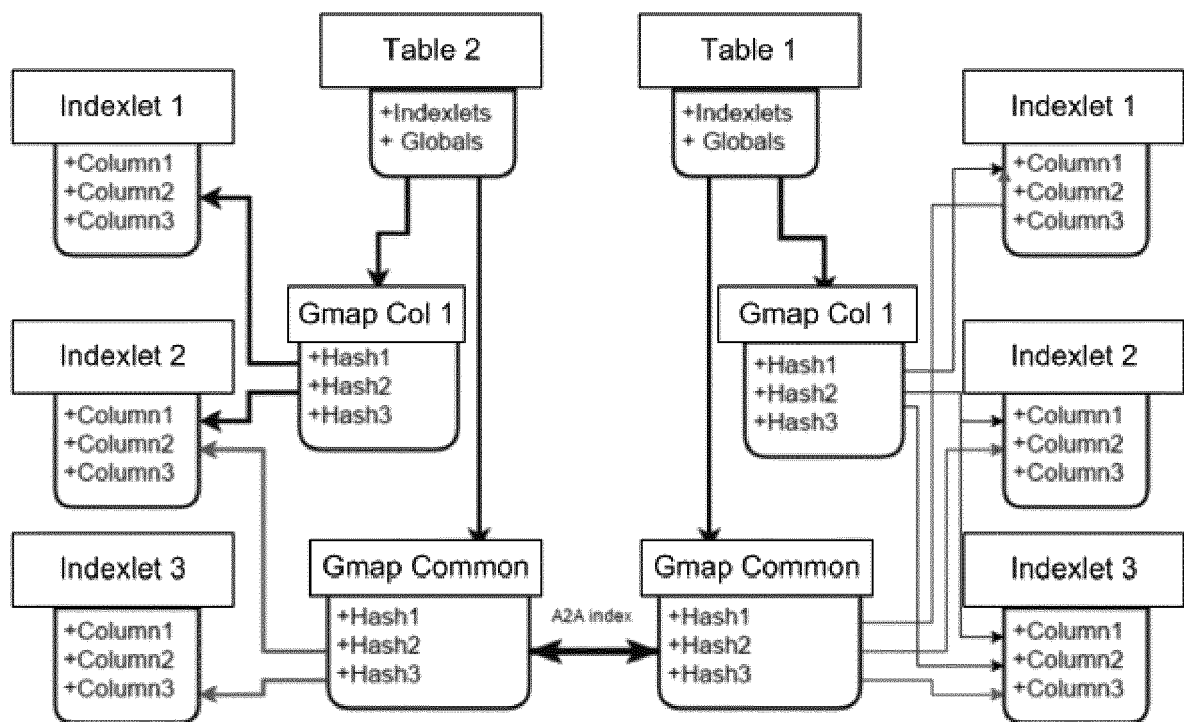 Table 2
+Indexlets
+ Globals
Table 1
+Indexlets
+ Globals
Indexlet 1
+Column1
+Column2
+Column3
Indexlet 1
+Column1
+Column2
+Column3
Gmap Col 1
+Hash1
+Hash2
+Hash3
Gmap Col 1
+Hash1
+Hash2
+Hash3
Indexlet 2
+Column1
+Column2
+Column3
Indexlet 2
+Column1
+Column2
+Column3
Indexlet 3
+Column1
+Column2
+Column3
Gmap Common
+Hash1
+Hash2
+Hash3
A2A index
Gmap Common
+Hash1
+Hash2
+Hash3
Indexlet 3
+Column1
+Column2
+Column3